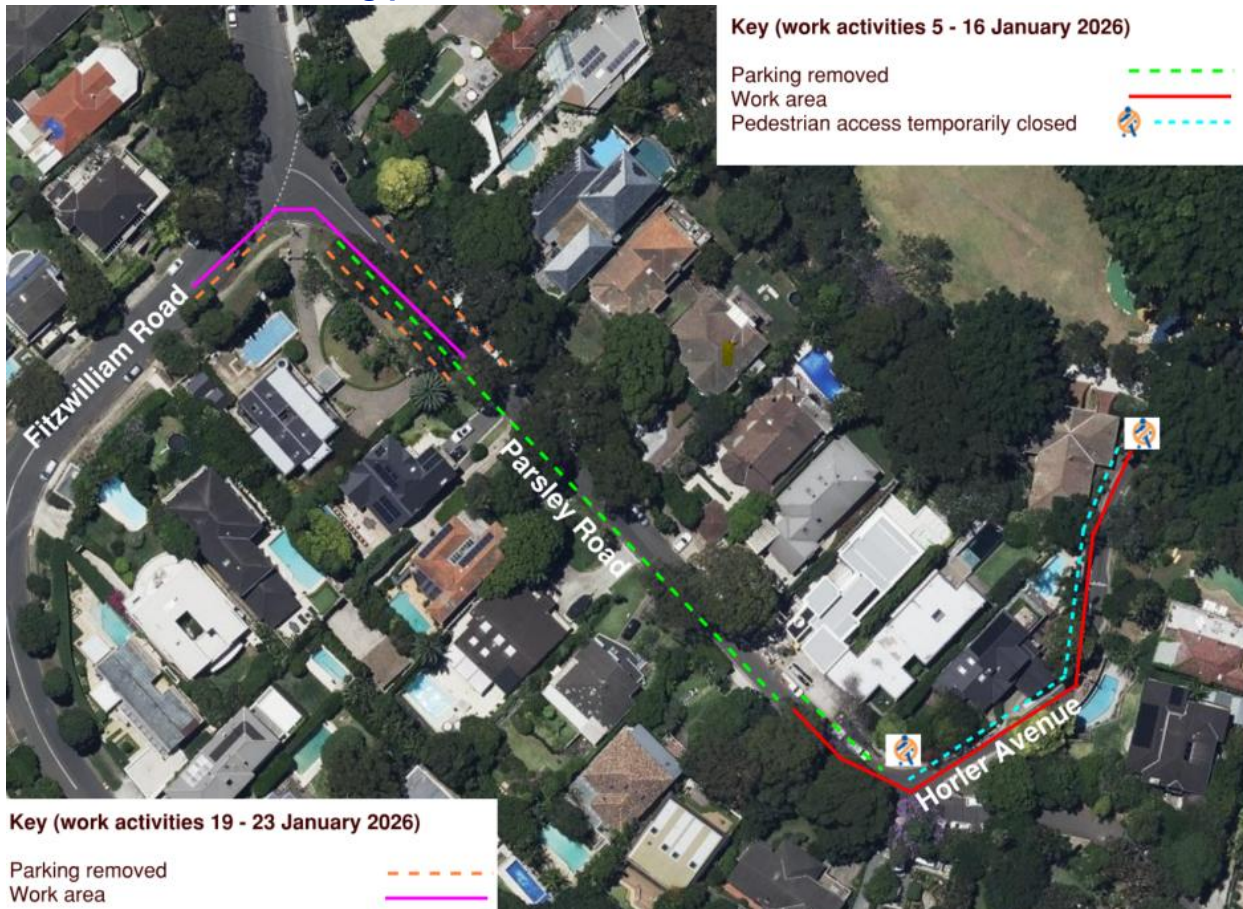 Key (work activities 5 - 16 January 2026)
Parking removed
Work area
Pedestrian access temporarily closed
Fitzwilliam Road
Parsley Road
Horler Avenue
Key (work activities 19 - 23 January 2026)
Parking removed
Work area